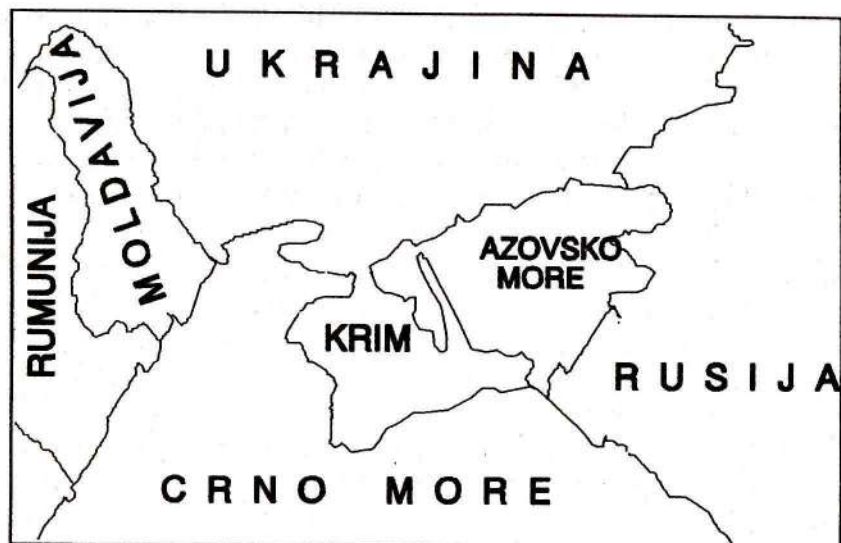 UKRAJINA
MOLDAVIJA
RUMUNIJA
AZOVSKO
MORE
KRIM
RUSIJA
CRNO MORE